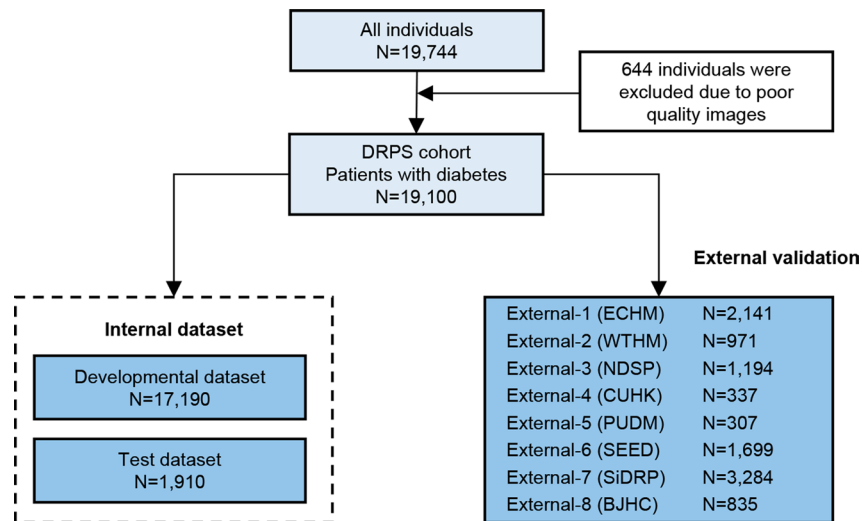 All individuals
N=19,744
644 individuals were
excluded due to poor
quality images
DRPS cohort
Patients with diabetes
N=19,100
Internal dataset
Developmental dataset
N=17,190
Test dataset
N=1,910
External validation
External-1 (ECHM) N=2,141
External-2 (WTHM) N=971
External-3 (NDSP) N=1,194
External-4 (CUHK) N=337
External-5 (PUDM) N=307
External-6 (SEED) N=1,699
External-7 (SiDRP) N=3,284
External-8 (BJHC) N=835